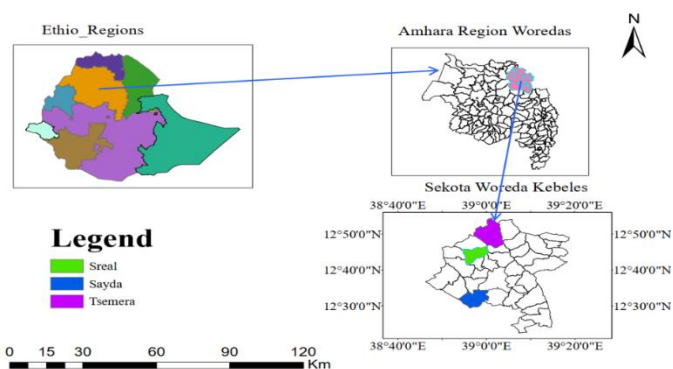 Ethio_Regions
Amhara Region Woredas
N
Sekota Woreda Kebeles
38°40'0"E 39°0'0"E 39°20'0"E
12°50'0"N 12°50'0"N
12°40'0"N 12°40'0"N
12°30'0"N 12°30'0"N
38°40'0"E 39°0'0"E 39°20'0"E
Legend
Sreal
Sayda
Tsemera
0 15 30 60 90 120
Km